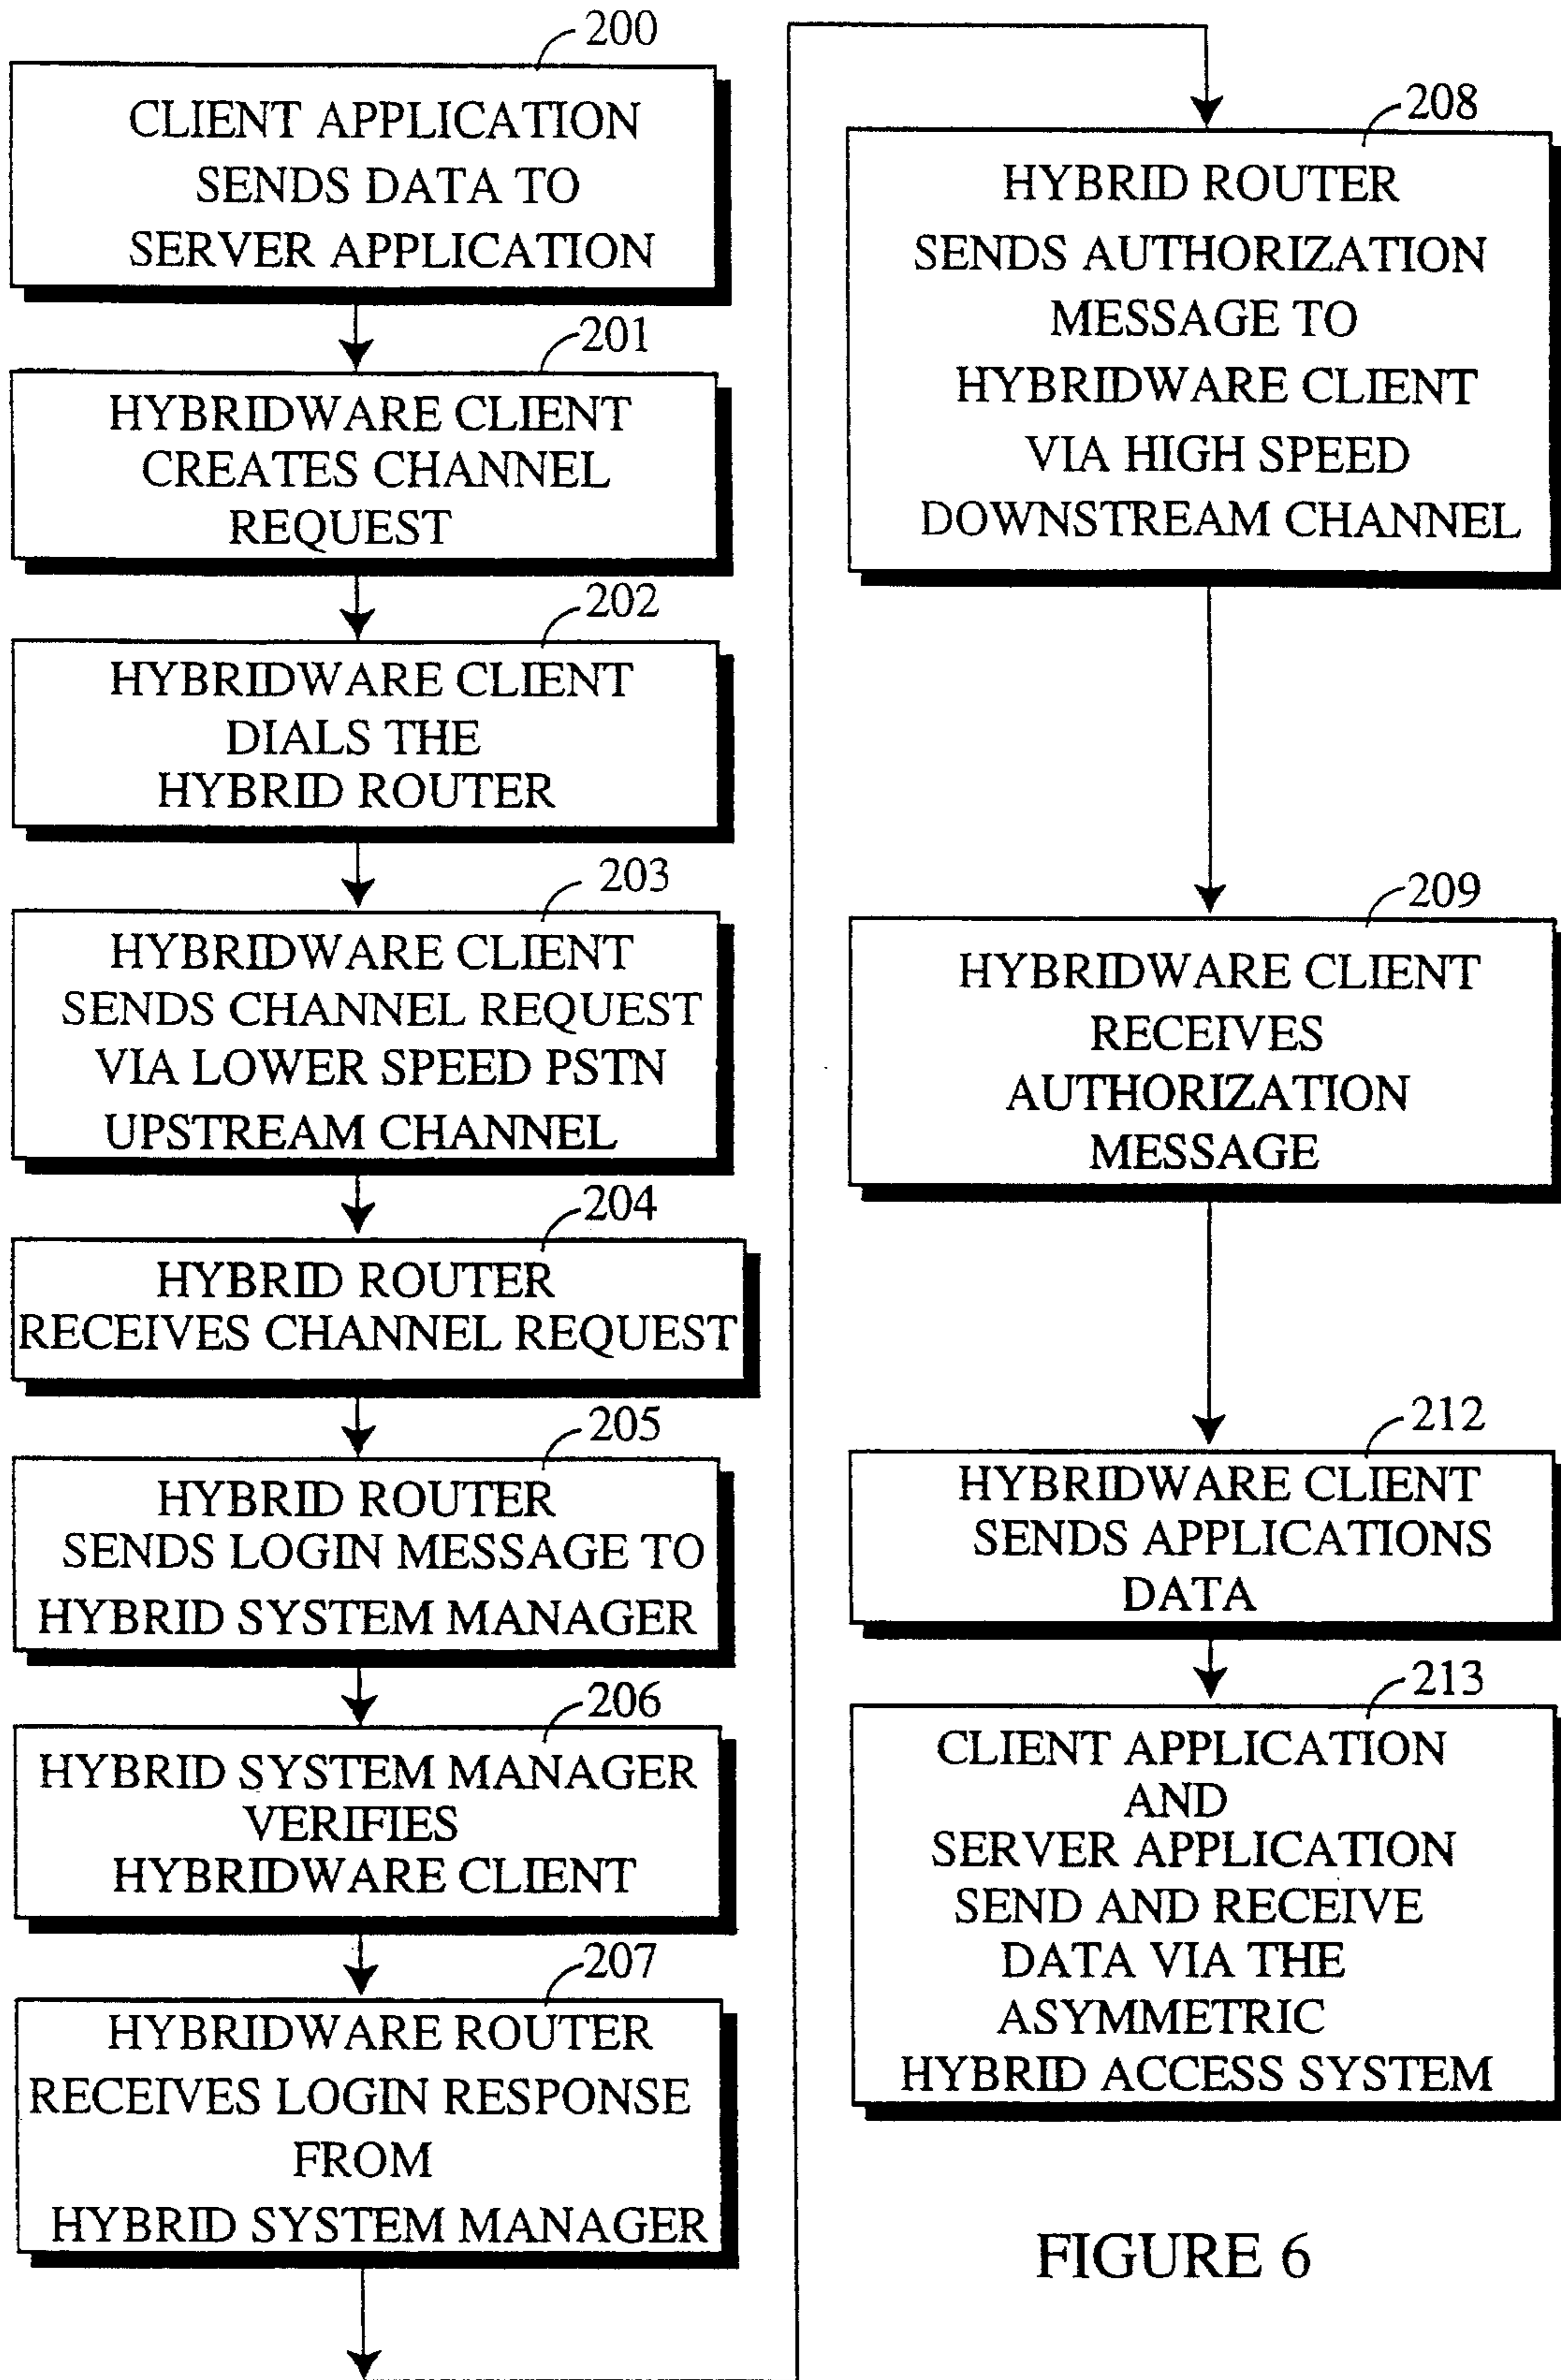 200
CLIENT APPLICATION
SENDS DATA TO
SERVER APPLICATION
201
HYBRIDWARE CLIENT
CREATES CHANNEL
REQUEST
202
HYBRIDWARE CLIENT
DIALS THE
HYBRID ROUTER
203
HYBRIDWARE CLIENT
SENDS CHANNEL REQUEST
VIA LOWER SPEED PSTN
UPSTREAM CHANNEL
204
HYBRID ROUTER
RECEIVES CHANNEL REQUEST
205
HYBRID ROUTER
SENDS LOGIN MESSAGE TO
HYBRID SYSTEM MANAGER
206
HYBRID SYSTEM MANAGER
VERIFIES
HYBRIDWARE CLIENT
207
HYBRIDWARE ROUTER
RECEIVES LOGIN RESPONSE
FROM
HYBRID SYSTEM MANAGER
208
HYBRID ROUTER
SENDS AUTHORIZATION
MESSAGE TO
HYBRIDWARE CLIENT
VIA HIGH SPEED
DOWNSTREAM CHANNEL
209
HYBRIDWARE CLIENT
RECEIVES
AUTHORIZATION
MESSAGE
212
HYBRIDWARE CLIENT
SENDS APPLICATIONS
DATA
213
CLIENT APPLICATION
AND
SERVER APPLICATION
SEND AND RECEIVE
DATA VIA THE
ASYMMETRIC
HYBRID ACCESS SYSTEM
FIGURE 6